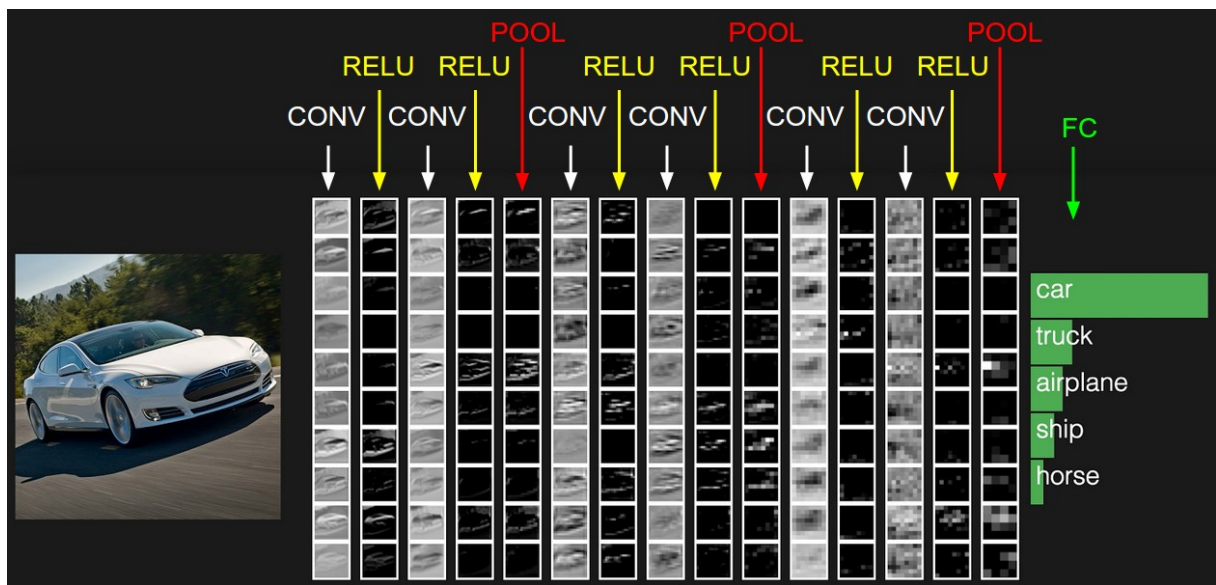 POOL POOL POOL
RELU RELU RELU RELU RELU RELU
CONV CONV CONV CONV CONV CONV
FC
car
truck
airplane
ship
horse